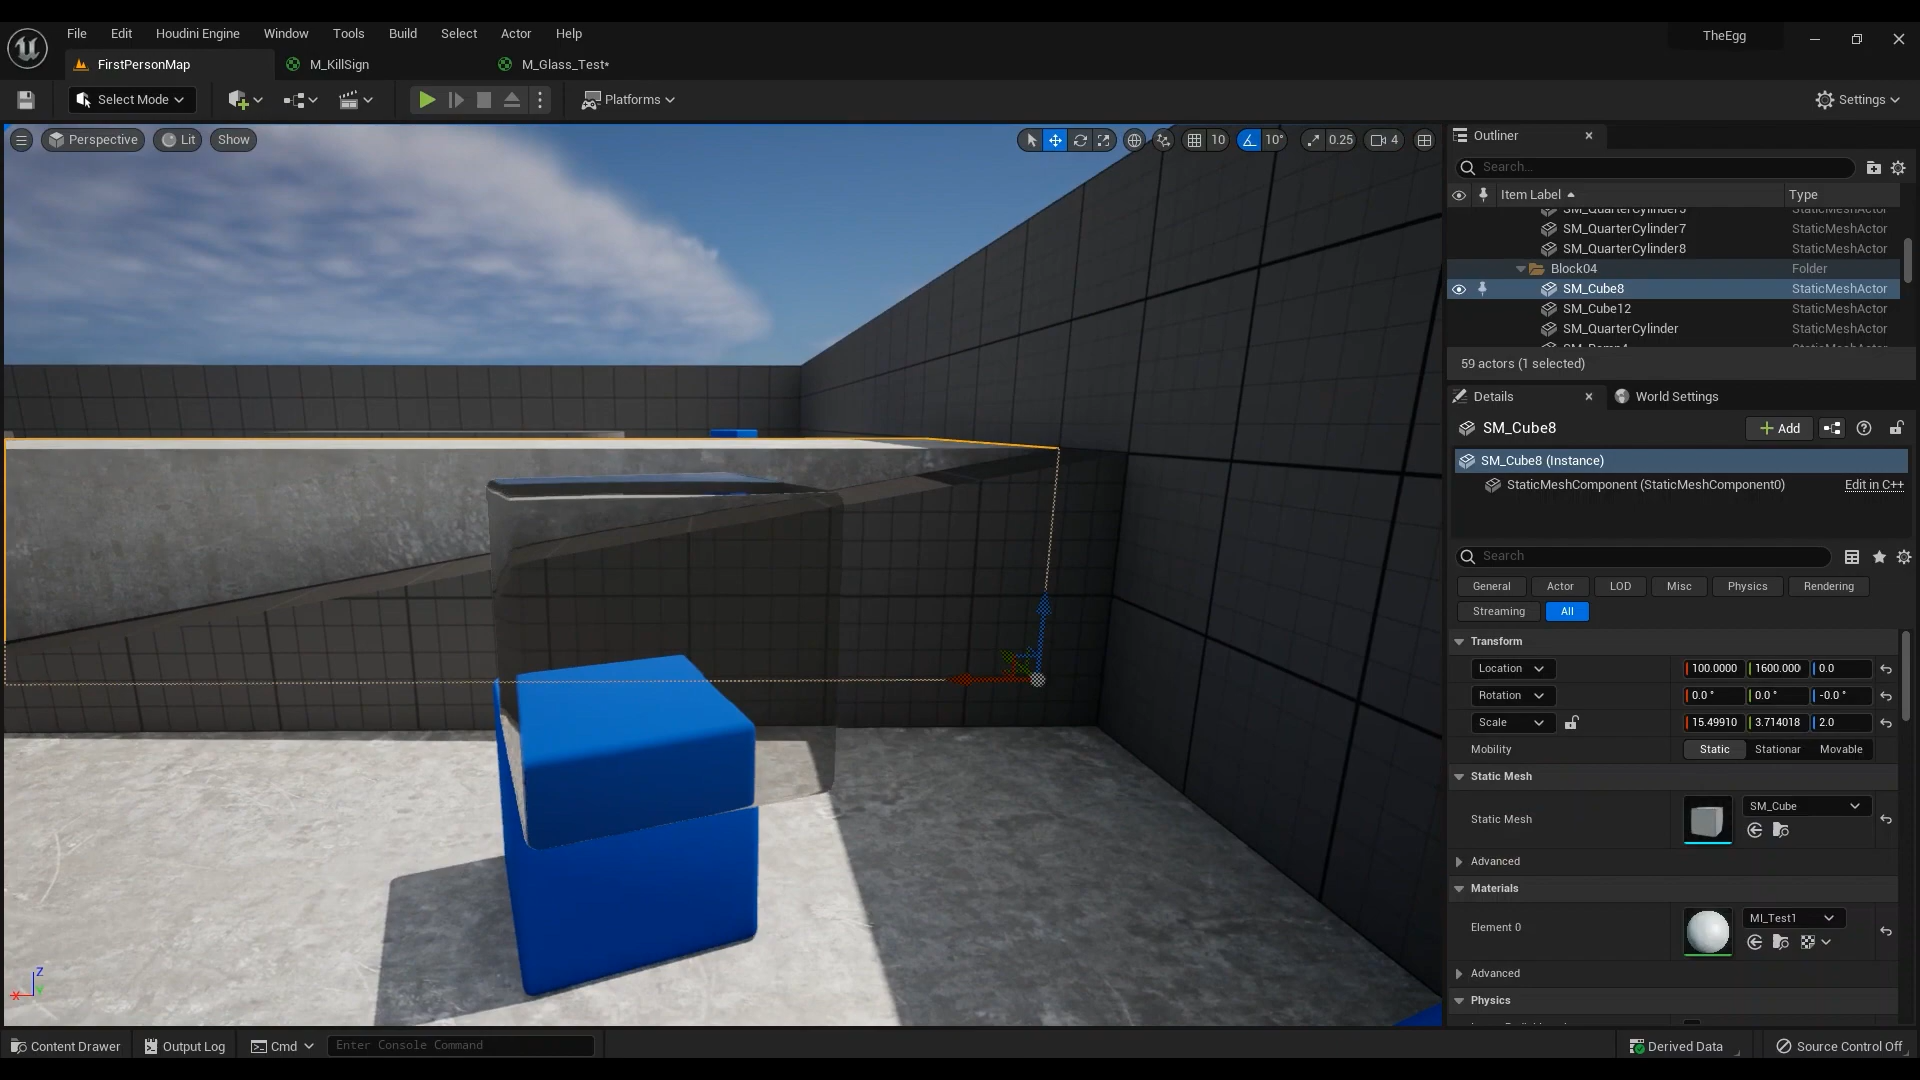 File Edit Houdini Engine Window Tools Build Select Actor Help
TheEgg
FirstPersonMap M_KillSign M_Glass_Test*
Select Mode Platforms Settings
Perspective Lit Show 10 10° 0.25 4
Outliner
Search...
Item Label Type
SM_QuarterCylinder7 StaticMeshActor
SM_QuarterCylinder8 StaticMeshActor
Block04 Folder
SM_Cube8 StaticMeshActor
SM_Cube12 StaticMeshActor
SM_QuarterCylinder StaticMeshActor
59 actors (1 selected)
Details World Settings
SM_Cube8 Add
SM_Cube8 (Instance)
StaticMeshComponent (StaticMeshComponent0) Edit in C++
Search
General Actor LOD Misc Physics Rendering
Streaming All
Transform
Location 100.0000 1600.000 0.0
Rotation 0.0 ° 0.0 ° -0.0 °
Scale 15.49910 3.714018 2.0
Mobility Static Stationar Movable
Static Mesh
Static Mesh SM_Cube
Advanced
Materials
Element 0 MI_Test1
Advanced
Physics
Z
X Y
Content Drawer Output Log Cmd Enter Console Command Derived Data Source Control Off